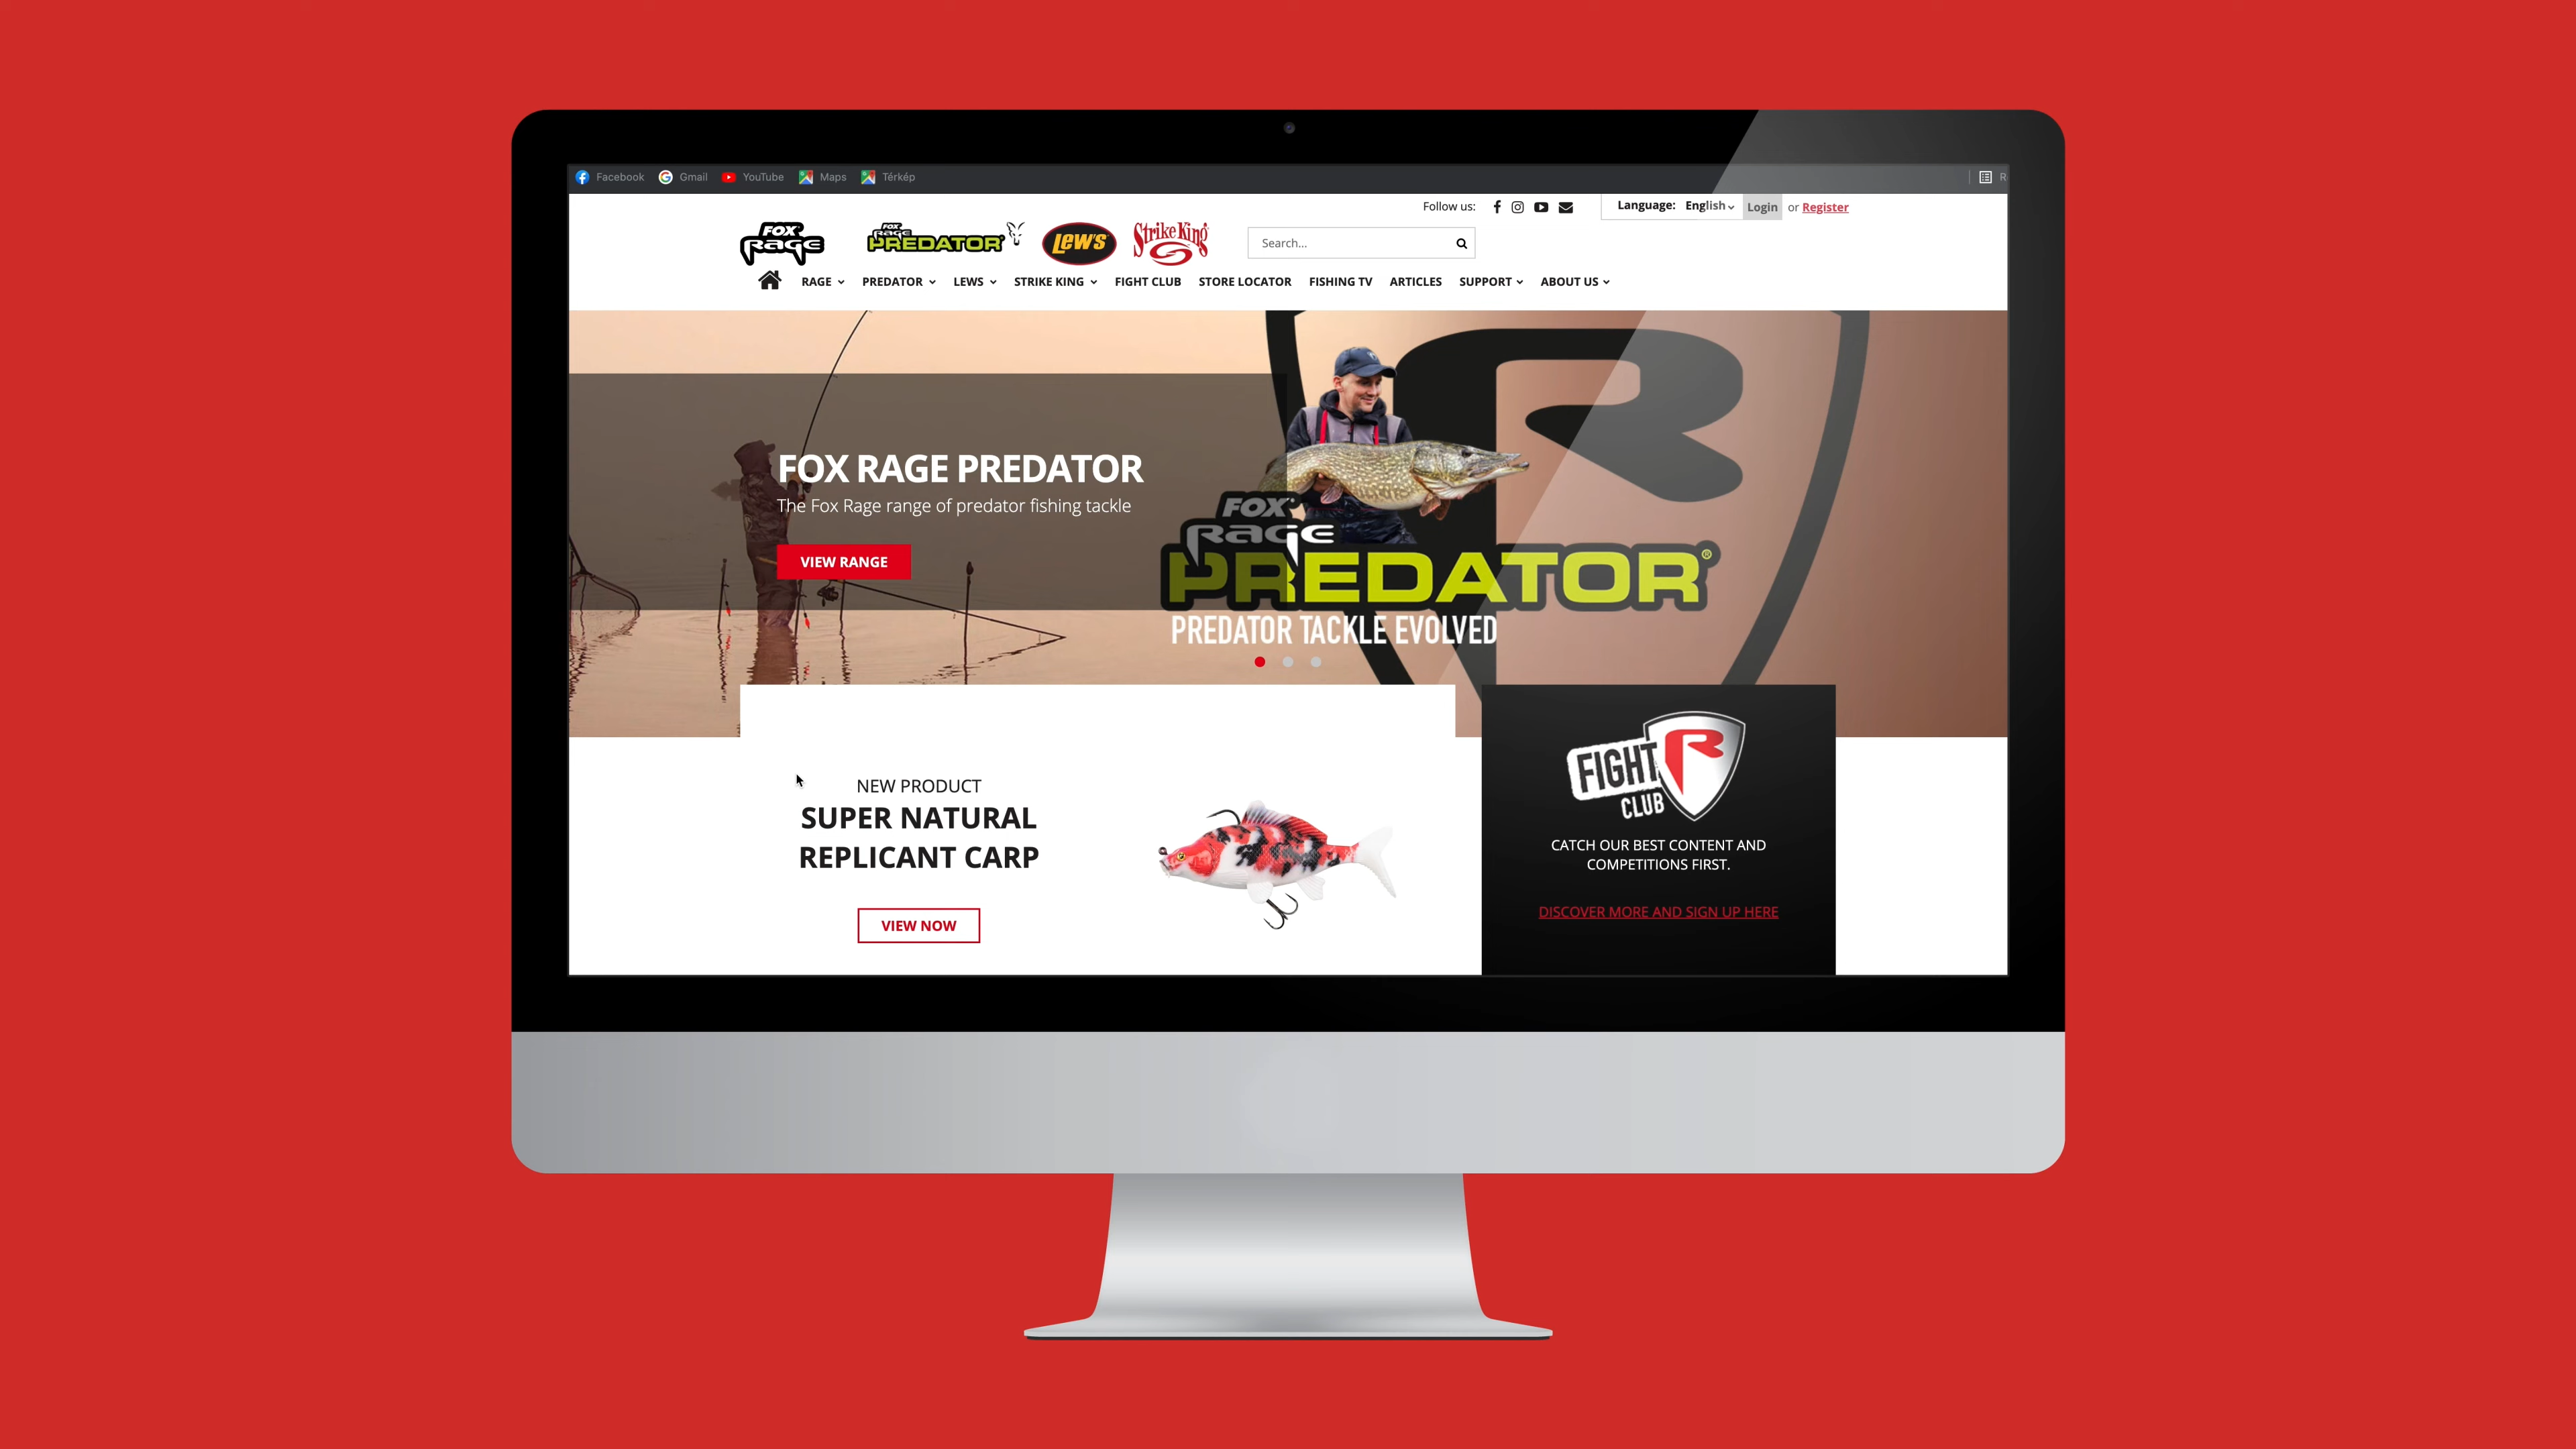 Facebook Gmail YouTube Maps Térkép R
Follow us: Language: English Login or Register
FOX RAGE
FOX RAGE PREDATOR
LEW'S
Strike King
Search...
RAGE PREDATOR LEWS STRIKE KING FIGHT CLUB STORE LOCATOR FISHING TV ARTICLES SUPPORT ABOUT US
FOX RAGE PREDATOR
The Fox Rage range of predator fishing tackle
VIEW RANGE
R
FOX
RAGE
PREDATOR®
PREDATOR TACKLE EVOLVED
NEW PRODUCT
SUPER NATURAL
REPLICANT CARP
VIEW NOW
FIGHT
CLUB
R
CATCH OUR BEST CONTENT AND
COMPETITIONS FIRST.
DISCOVER MORE AND SIGN UP HERE